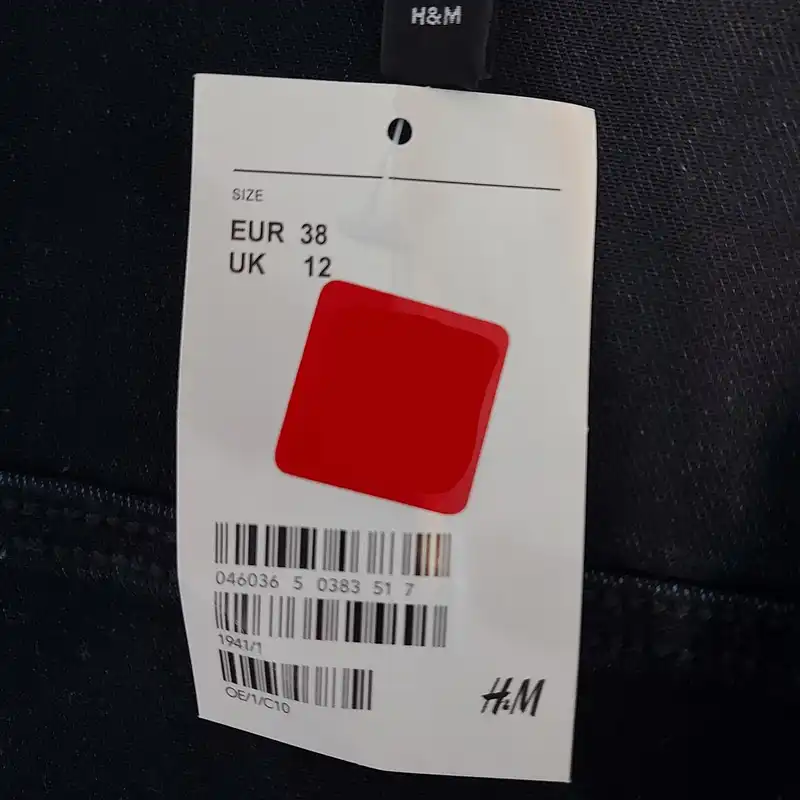 H&M
SIZE
EUR 38
UK 12
046036 5 0383 51 7
1941/1
OE/1/C10
H&M